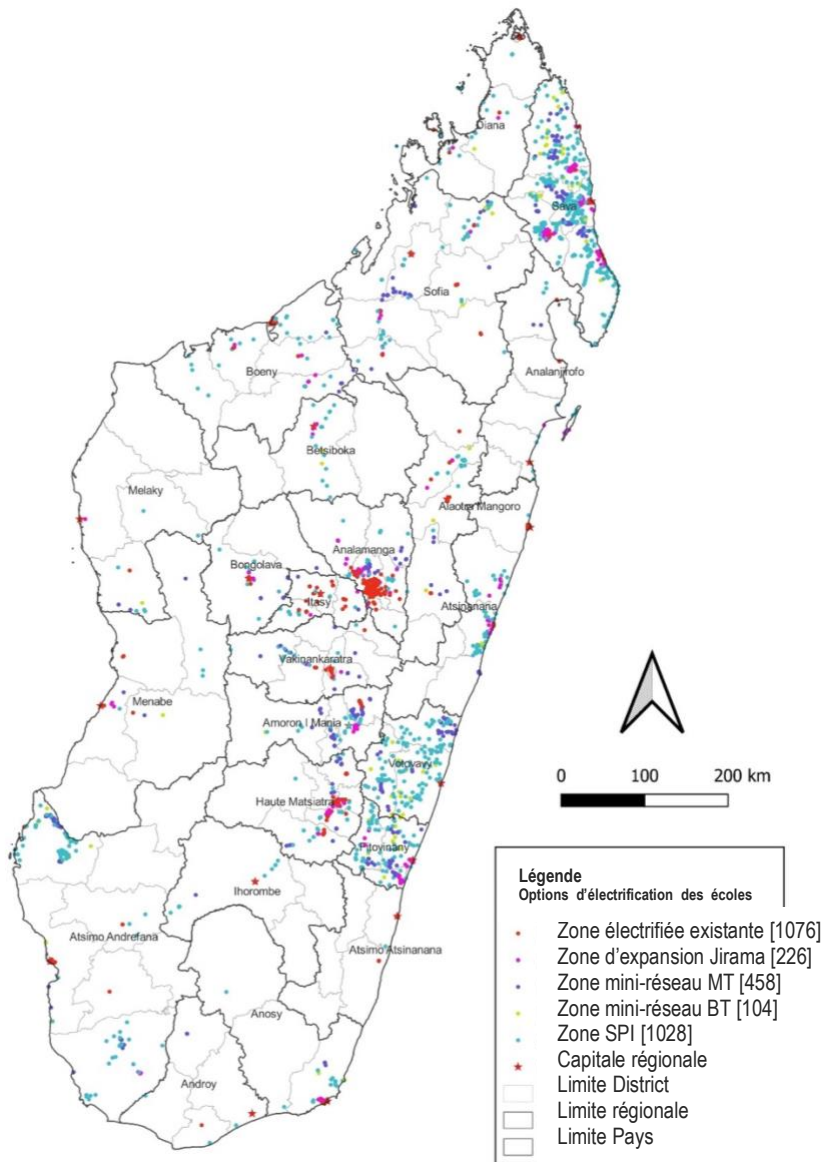 Diana
Sava
Sofia
Boeny
Analanjirofo
Betsiboka
Melaky
Alaotra Mangoro
Analamanga
Bongolava
Itasy
Atsinanana
Vakinankaratra
Menabe
Amoron I Mania
Vatovavy
0 100 200 km
Haute Matsiatra
Fitovinany
Ihorombe
Atsimo Andrefana
Atsimo Atsinanana
Anosy
Androy
Légende
Options d'électrification des écoles
Zone électrifiée existante [1076]
Zone d'expansion Jirama [226]
Zone mini-réseau MT [458]
Zone mini-réseau BT [104]
Zone SPI [1028]
Capitale régionale
Limite District
Limite régionale
Limite Pays